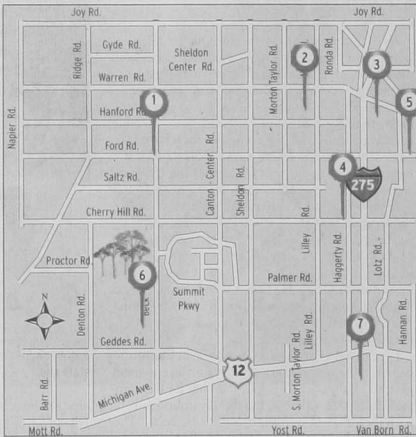 Joy Rd.
Joy Rd.
Ridge Rd.
Gyde Rd.
Sheldon
Center Rd.
Warren Rd.
Morton Taylor Rd.
2
Ronda Rd.
3
Napier Rd.
1
Hanford Rd.
5
Ford Rd.
4
275
Saltz Rd.
Canton - Center Rd.
Sheldon Rd.
Cherry Hill Rd.
Lilley Rd.
Haggerty Rd.
Lotz Rd.
Proctor Rd.
6
Palmer Rd.
Summit
Pkwy
N
Denton Rd.
BECK
Hannan Rd.
7
Geddes Rd.
12
S. Morton Taylor Rd.
Lilley Rd.
Barr Rd.
Michigan Ave.
Mott Rd.
Yost Rd.
Van Born Rd.